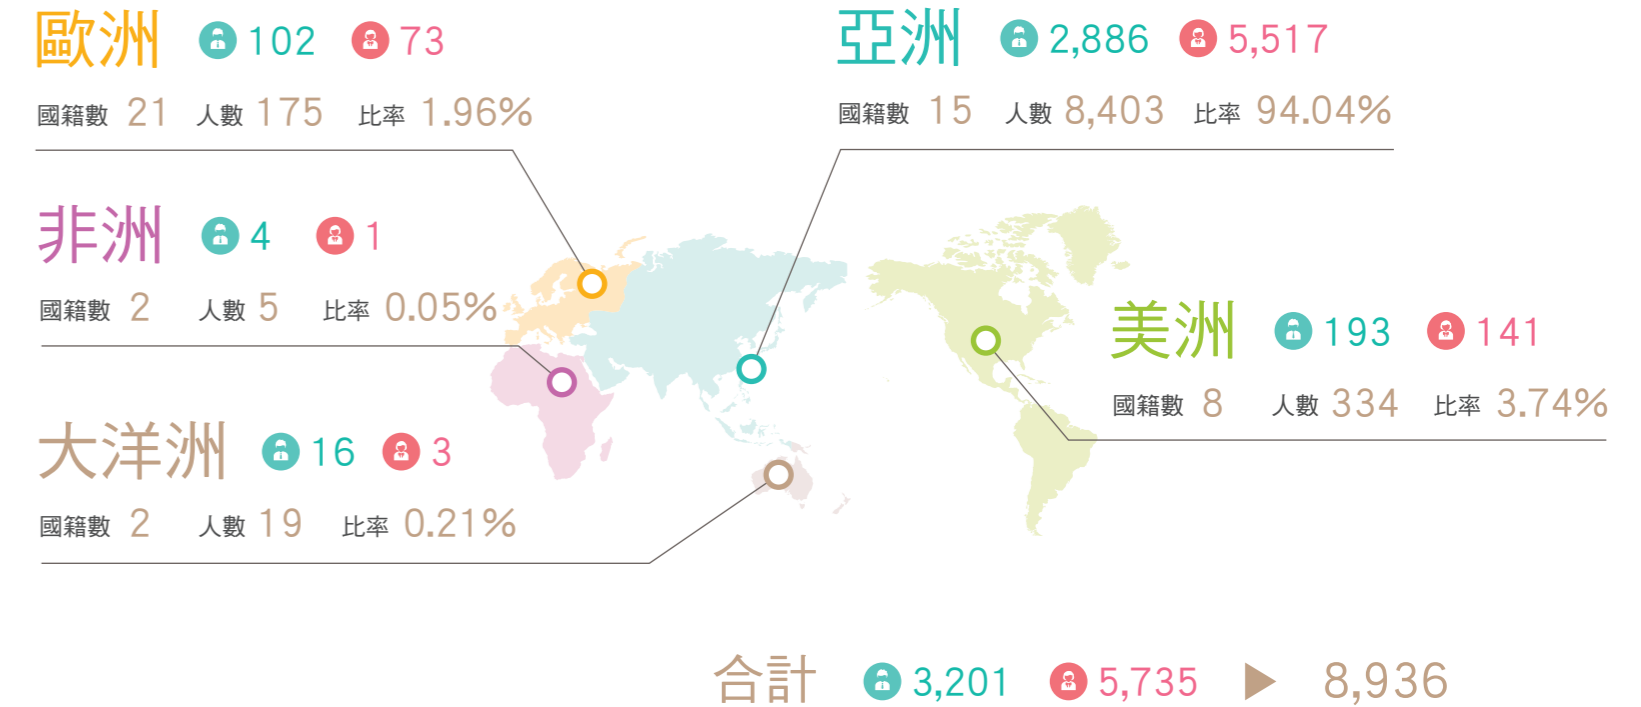 歐洲 102 73
國籍數 21 人數 175 比率 1.96%
亞洲 2,886 5,517
國籍數 15 人數 8,403 比率 94.04%
非洲 4 1
國籍數 2 人數 5 比率 0.05%
美洲 193 141
國籍數 8 人數 334 比率 3.74%
大洋洲 16 3
國籍數 2 人數 19 比率 0.21%
合計 3,201 5,735 ▶ 8,936